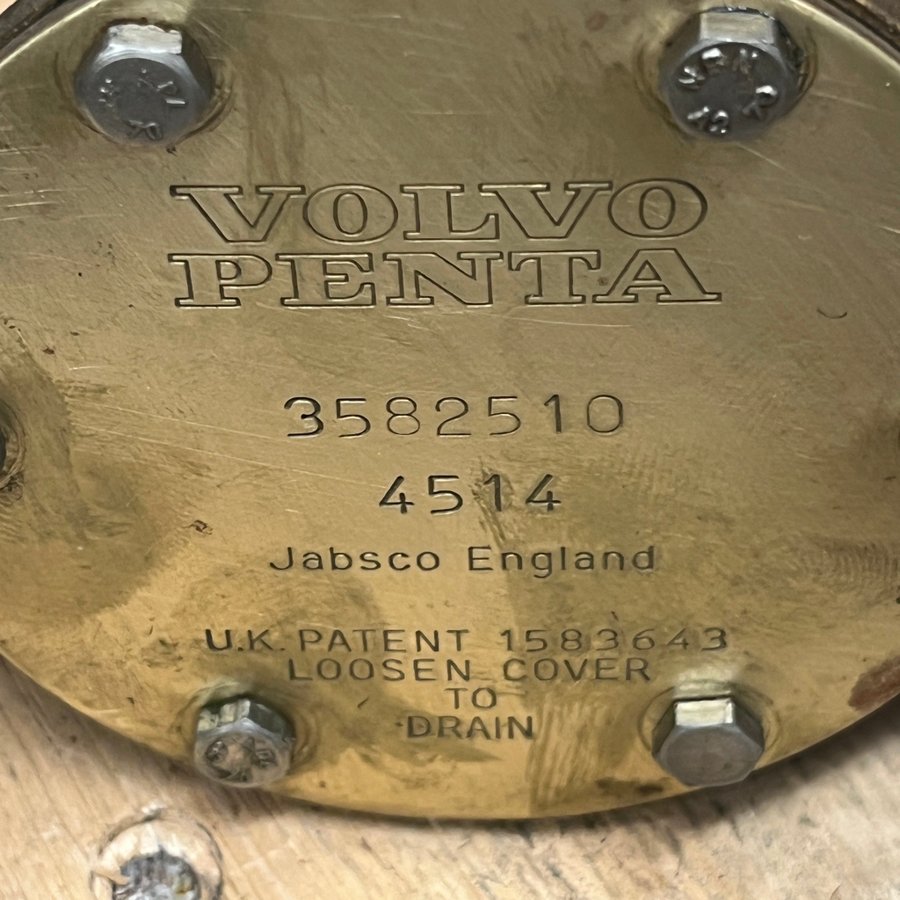 VOLVO
PENTA
3582510
4514
Jabsco England
U.K. PATENT 1583643
LOOSEN COVER
TO
DRAIN